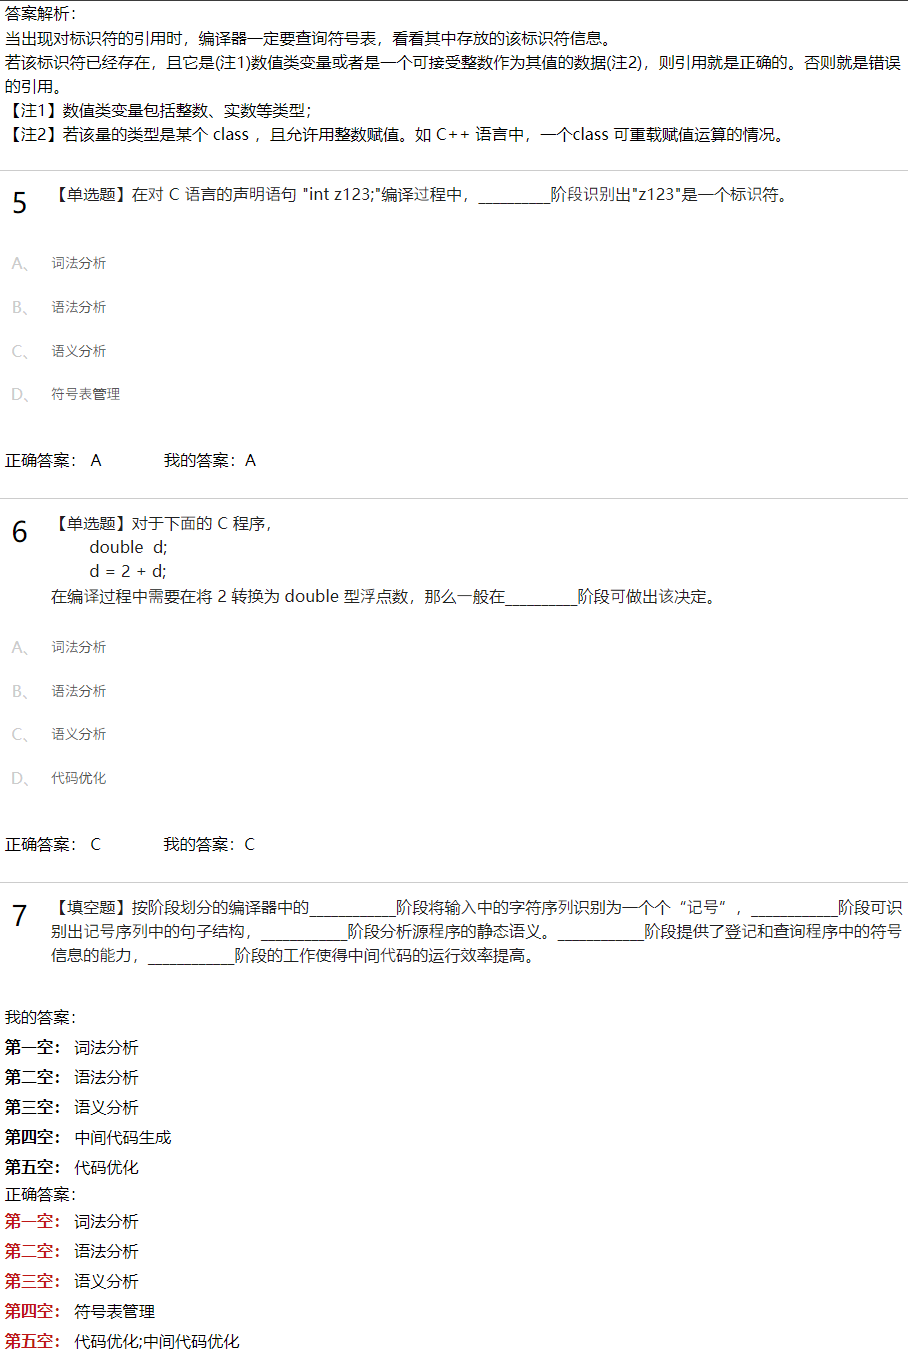 答案解析：
当出现对标识符的引用时，编译器一定要查询符号表，看看其中存放的该标识符信息。
若该标识符已经存在，且它是(注1)数值类变量或者是一个可接受整数作为其值的数据(注2)，则引用就是正确的。否则就是错误
的引用。
【注1】数值类变量包括整数、实数等类型；
【注2】若该量的类型是某个 class ，且允许用整数赋值。如 C++ 语言中，一个class 可重载赋值运算的情况。
5 【单选题】在对 C 语言的声明语句 "int z123;"编译过程中，__________阶段识别出"z123"是一个标识符。
A、 词法分析
B、 语法分析
C、 语义分析
D、 符号表管理
正确答案： A 我的答案：A
6 【单选题】对于下面的 C 程序，
double d;
d = 2 + d;
在编译过程中需要在将 2 转换为 double 型浮点数，那么一般在__________阶段可做出该决定。
A、 词法分析
B、 语法分析
C、 语义分析
D、 代码优化
正确答案： C 我的答案：C
7 【填空题】按阶段划分的编译器中的____________阶段将输入中的字符序列识别为一个个“记号”，____________阶段可识
别出记号序列中的句子结构，____________阶段分析源程序的静态语义。____________阶段提供了登记和查询程序中的符号
信息的能力，____________阶段的工作使得中间代码的运行效率提高。
我的答案：
第一空： 词法分析
第二空： 语法分析
第三空： 语义分析
第四空： 中间代码生成
第五空： 代码优化
正确答案：
第一空： 词法分析
第二空： 语法分析
第三空： 语义分析
第四空： 符号表管理
第五空： 代码优化;中间代码优化